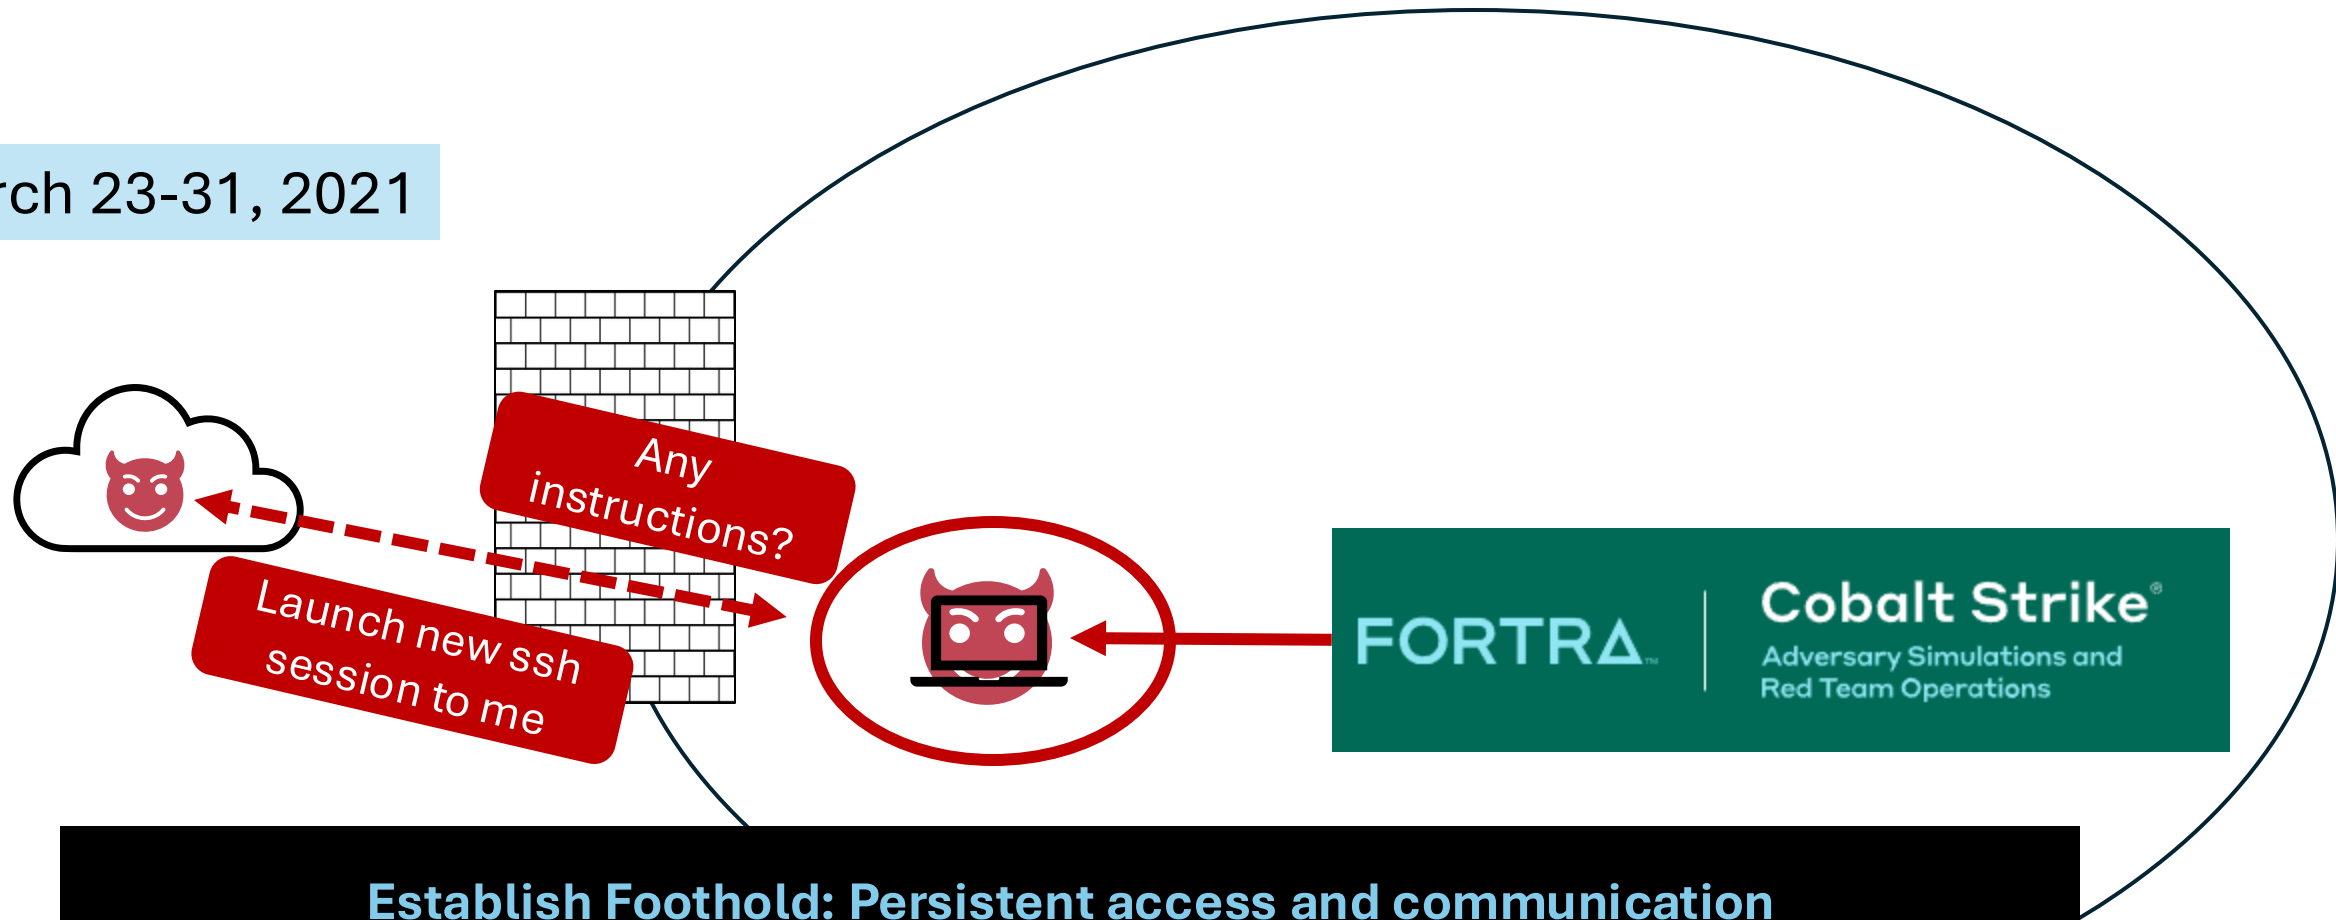 rch 23-31, 2021
Any
instructions?
Launch new ssh
session to me
FORTRA™
Cobalt Strike®
Adversary Simulations and
Red Team Operations
Establish Foothold: Persistent access and communication